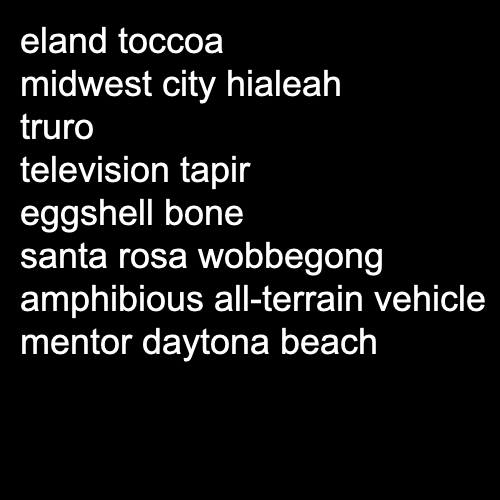 eland toccoa
midwest city hialeah
truro
television tapir
eggshell bone
santa rosa wobbegong
amphibious all-terrain vehicle
mentor daytona beach